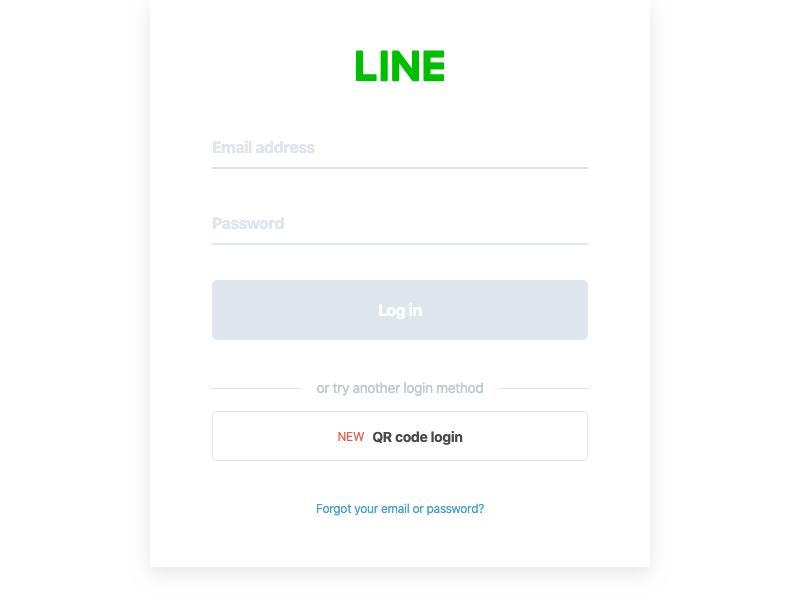 LINE
Email address
Password
Log in
or try another login method
NEW QR code login
Forgot your email or password?